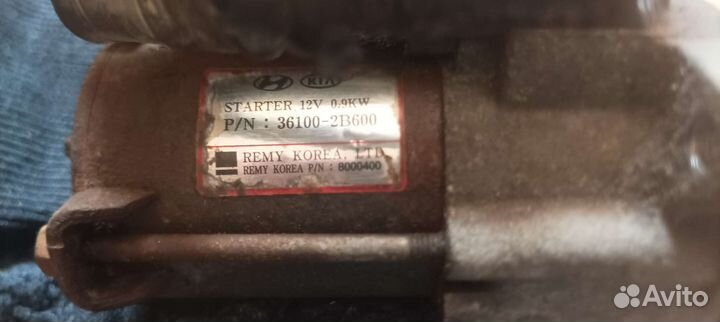 KIA
STARTER 12V 0.9KW
P/N : 36100-2B600
REMY KOREA, LTD.
REMY KOREA P/N : 8000400
Avito